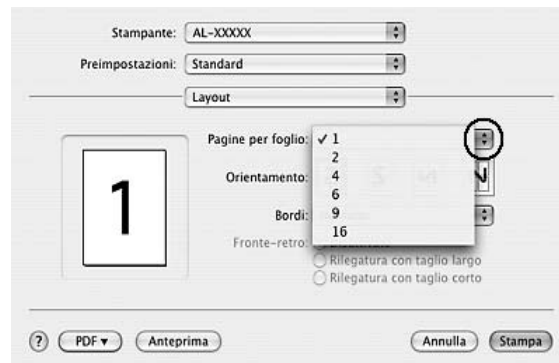 Stampante: AL-XXXXX
Preimpostazioni: Standard
Layout
Pagine per foglio: ✓ 1
2
4
6
9
16
Orientamento:
Bordi:
Fronte-retro:
Rilegatura con taglio largo
Rilegatura con taglio corto
1
? PDF ▼ Anteprima Annulla Stampa